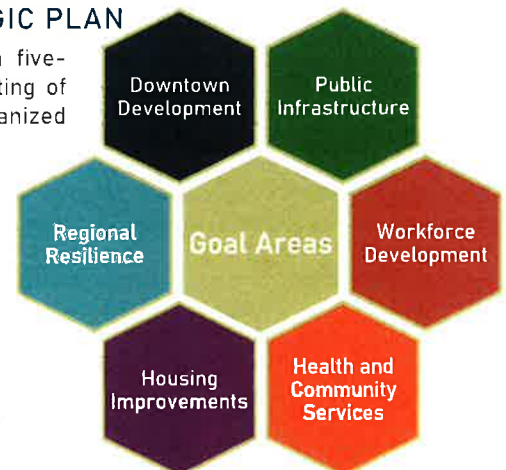 GIC PLAN
five-
ting of
anized
Downtown
Development
Public
Infrastructure
Regional
Resilience
Goal Areas
Workforce
Development
Housing
Improvements
Health and
Community
Services